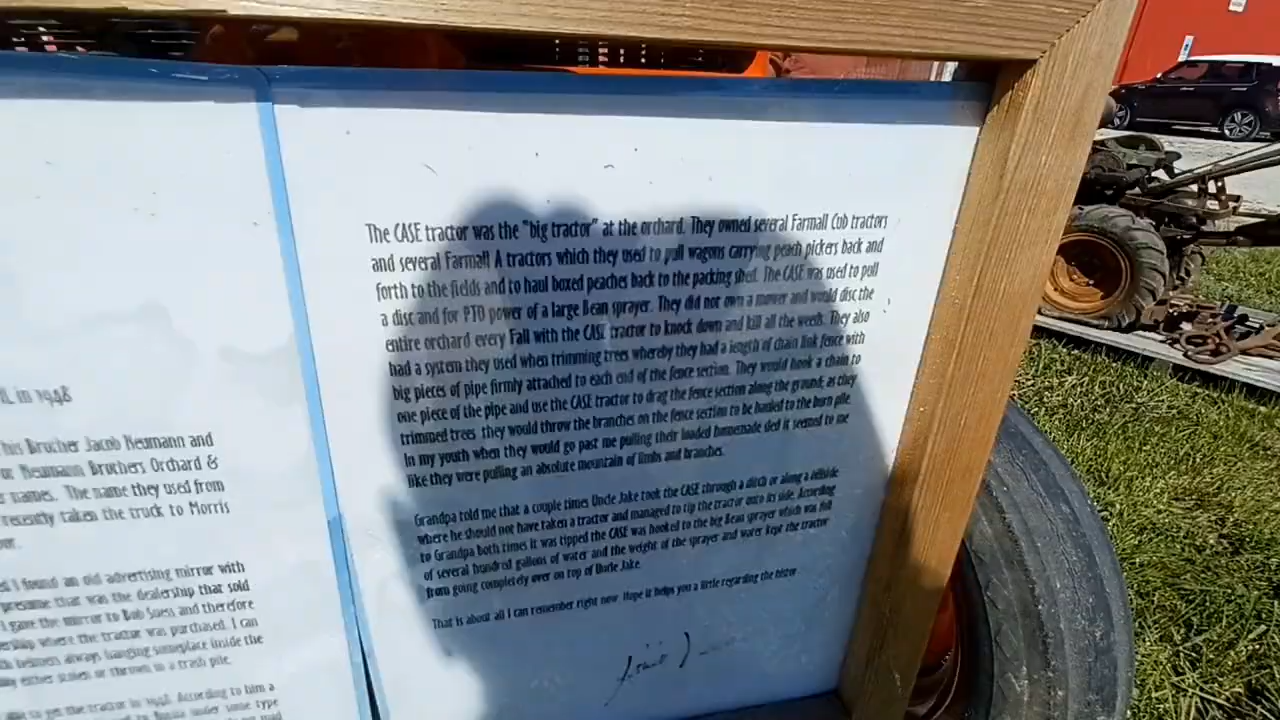 L in 1948
his Brother Jacob Neumann and
or Neumann Brothers Orchard &
names. The name they used from
recently taken the truck to Morris
I found an old advertising mirror with
presume that was the dealership that sold
I gave the mirror to Bob Suess and therefore
where the tractor was purchased. I can
always hanging someplace inside the
either stolen or thrown in a trash pile.
to get the tractor in 1948. According to him a
under some type
The CASE tractor was the "big tractor" at the orchard. They owned several Farmall Cub tractors
and several Farmall A tractors which they used to pull wagons carrying peach pickers back and
forth to the fields and to haul boxed peaches back to the packing shed. The CASE was used to pull
a disc and for PTO power of a large Bean sprayer. They did not own a mower and would disc the
entire orchard every Fall with the CASE tractor to knock down and kill all the weeds. They also
had a system they used when trimming trees whereby they had a length of chain link fence with
big pieces of pipe firmly attached to each end of the fence section. They would hook a chain to
one piece of the pipe and use the CASE tractor to drag the fence section along the ground; as they
trimmed trees they would throw the branches on the fence section to be hauled to the burn pile.
In my youth when they would go past me pulling their loaded homemade sled it seemed to me
like they were pulling an absolute mountain of limbs and branches.
Grandpa told me that a couple times Uncle Jake took the CASE through a ditch or along a hillside
where he should not have taken a tractor and managed to tip the tractor onto its side. According
to Grandpa both times it was tipped the CASE was hooked to the big Bean sprayer which was full
of several hundred gallons of water and the weight of the sprayer and water kept the tractor
from going completely over on top of Uncle Jake.
That is about all I can remember right now. Hope it helps you a little regarding the histor